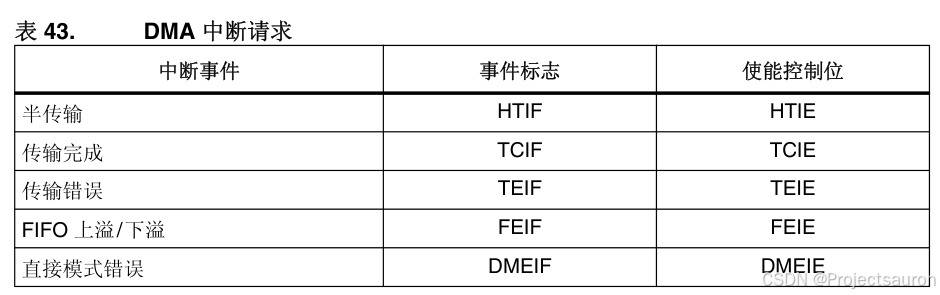 表 43. DMA 中断请求
中断事件 事件标志 使能控制位
半传输 HTIF HTIE
传输完成 TCIF TCIE
传输错误 TEIF TEIE
FIFO 上溢/下溢 FEIF FEIE
直接模式错误 DMEIF DMEIE
CSDN @Projectsauron